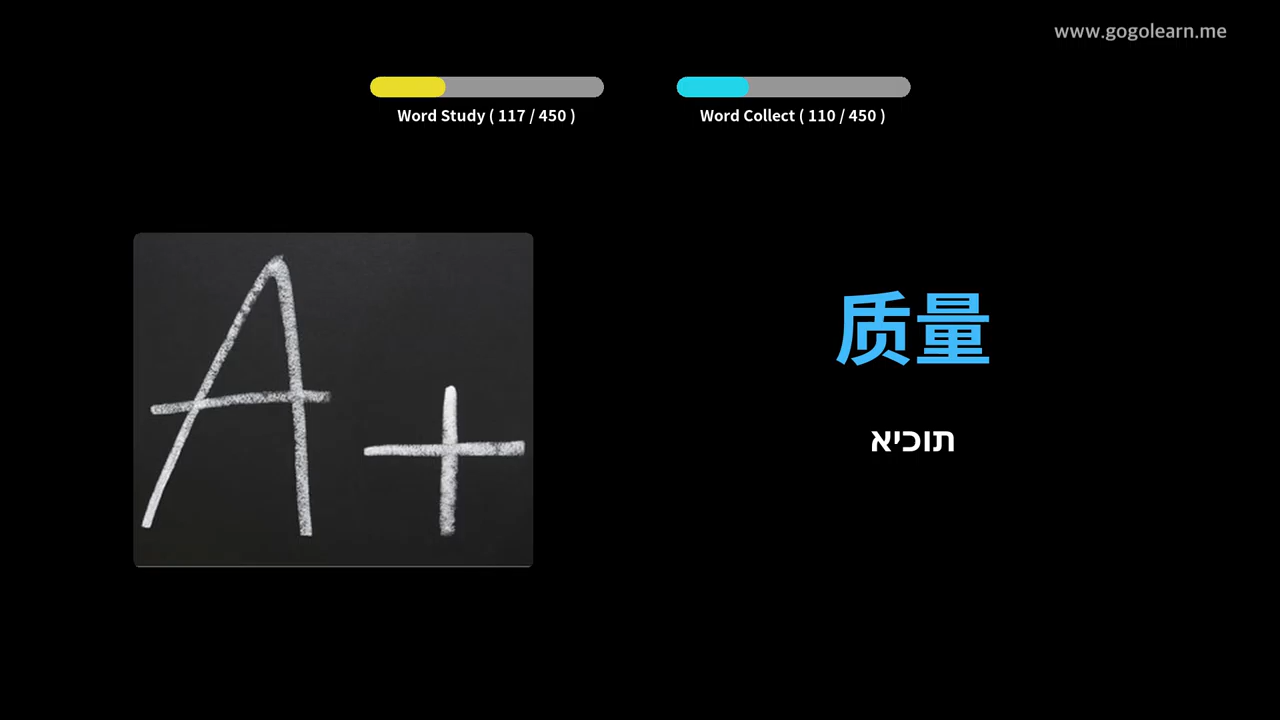 www.gogolearn.me
Word Study ( 117 / 450 )
Word Collect ( 110 / 450 )
A+
质量
תוכיא